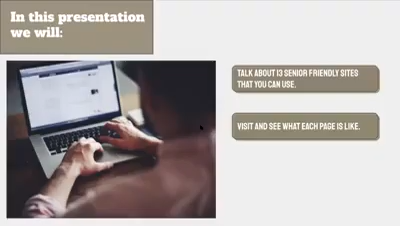 In this presentation
we will:
TALK ABOUT 13 SENIOR FRIENDLY SITES
THAT YOU CAN USE.
VISIT AND SEE WHAT EACH PAGE IS LIKE.